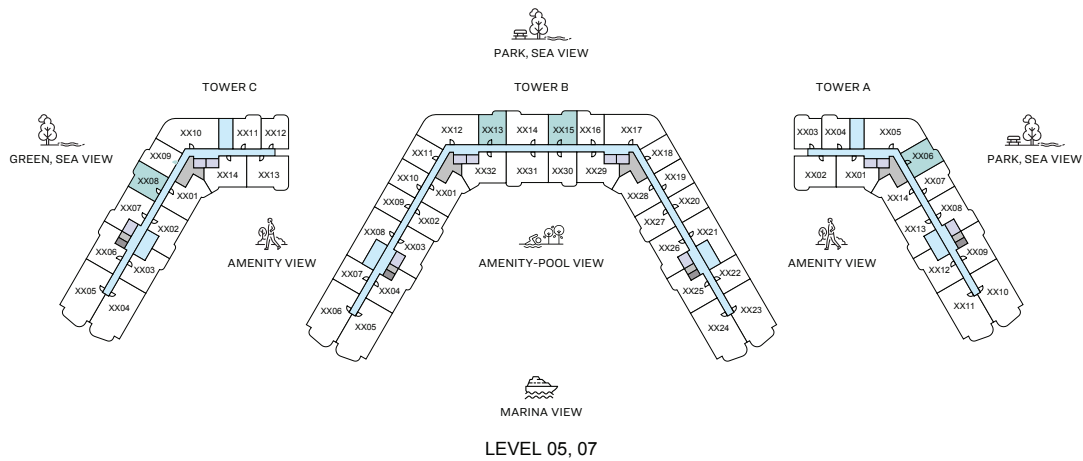 PARK, SEA VIEW
TOWER C
TOWER B
TOWER A
GREEN, SEA VIEW
PARK, SEA VIEW
XX10
XX11
XX12
XX09
XX08
XX07
XX06
XX05
XX04
XX03
XX02
XX01
XX14
XX13
XX12
XX13
XX14
XX15
XX16
XX17
XX11
XX10
XX09
XX08
XX07
XX06
XX05
XX04
XX03
XX02
XX01
XX32
XX31
XX30
XX29
XX28
XX27
XX26
XX25
XX24
XX18
XX19
XX20
XX21
XX22
XX23
XX03
XX04
XX05
XX06
XX02
XX01
XX14
XX07
XX13
XX08
XX12
XX09
XX11
XX10
AMENITY VIEW
AMENITY-POOL VIEW
AMENITY VIEW
MARINA VIEW
LEVEL 05, 07